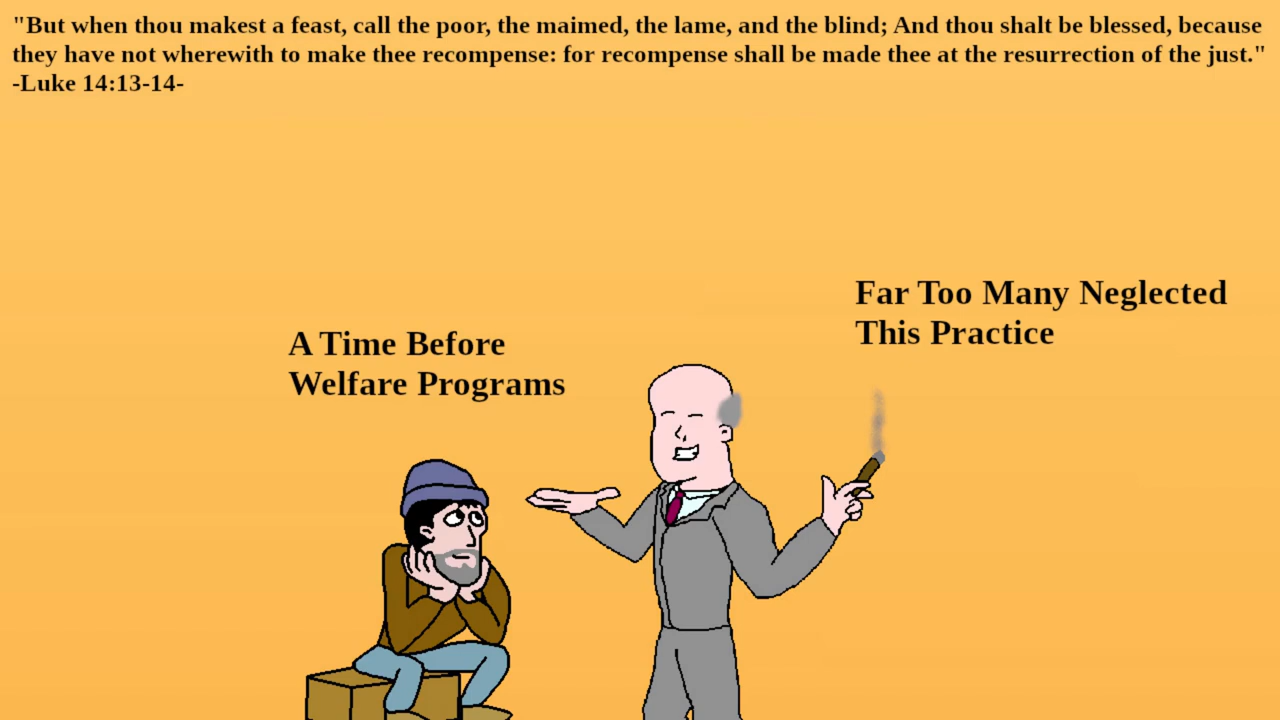 "But when thou makest a feast, call the poor, the maimed, the lame, and the blind; And thou shalt be blessed, because
they have not wherewith to make thee recompense: for recompense shall be made thee at the resurrection of the just."
-Luke 14:13-14-
Far Too Many Neglected
This Practice
A Time Before
Welfare Programs